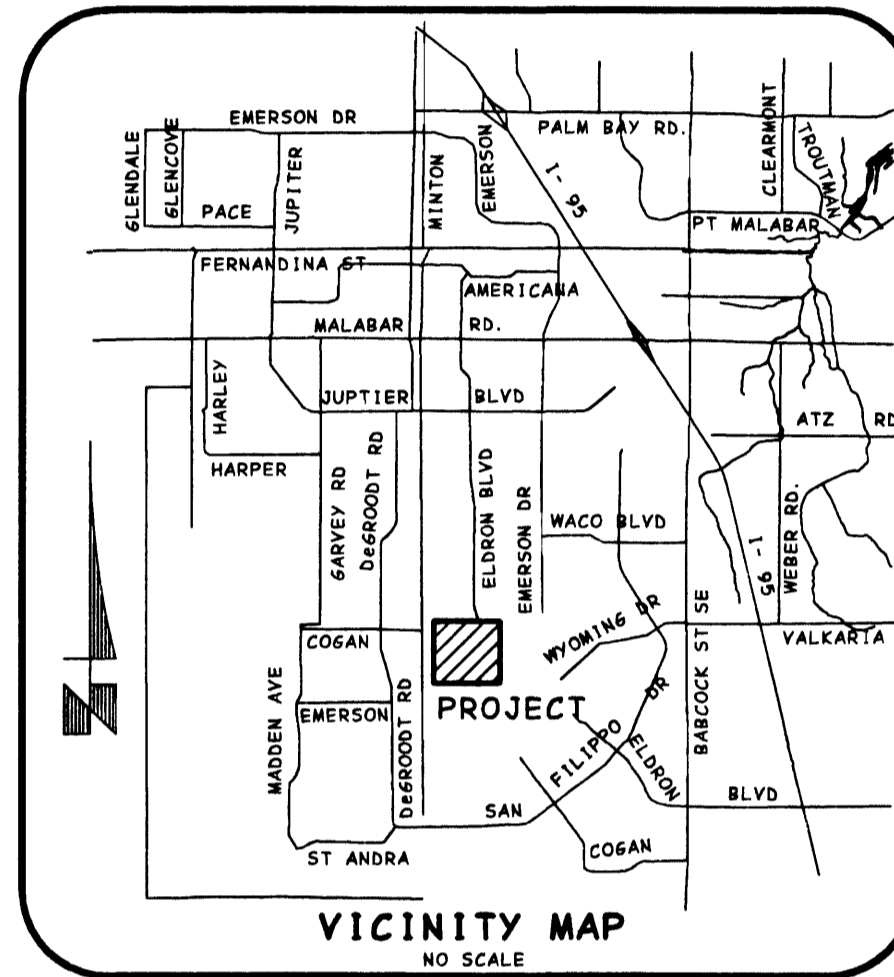 EMERSON DR
PALM BAY RD.
GLENDALE
GLENCOVE
JUPITER
MINTON
EMERSON
I- 95
CLEARMONT
TROUTMAN
PACE
PT MALABAR
FERNANDINA ST
AMERICANA
MALABAR RD.
HARLEY
JUPTIER BLVD
ATZ RD
HARPER
GARVEY RD
DeGROODT RD
ELDRON BLVD
EMERSON DR
WACO BLVD
I- 95
WEBER RD.
COGAN
WYOMING DR
BABCOCK ST SE
VALKARIA
MADDEN AVE
EMERSON
DeGROODT RD
PROJECT
SAN FILIPPO DR
ELDRON BLVD
ST ANDRA
COGAN
N
VICINITY MAP
NO SCALE